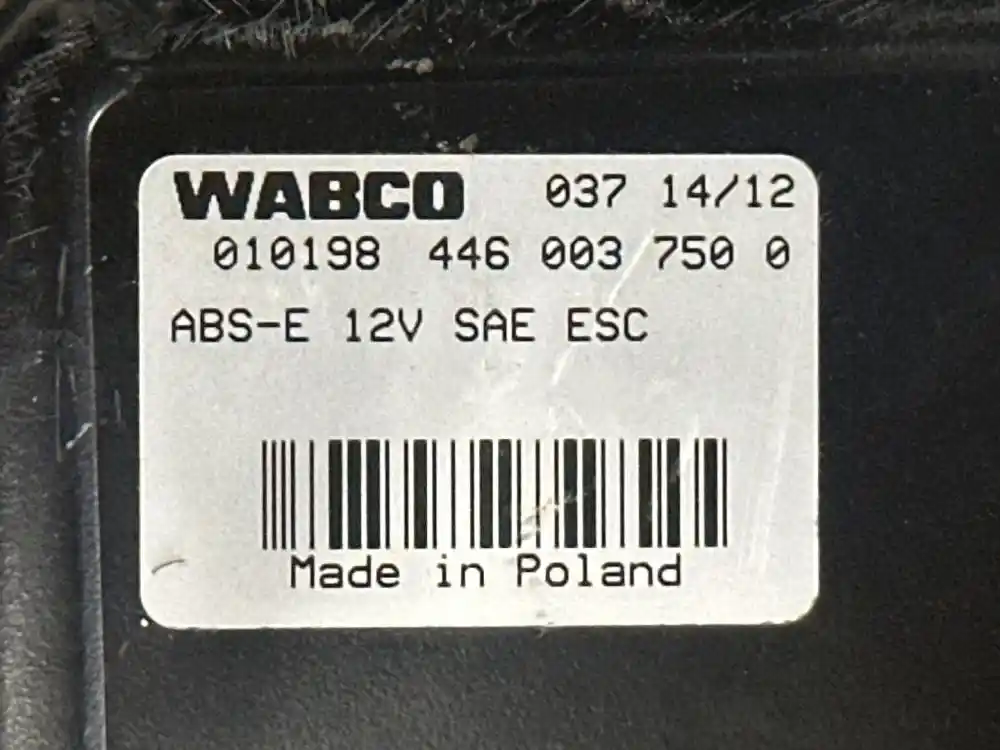 WABCO 037 14/12
010198 446 003 750 0
ABS-E 12V SAE ESC
Made in Poland